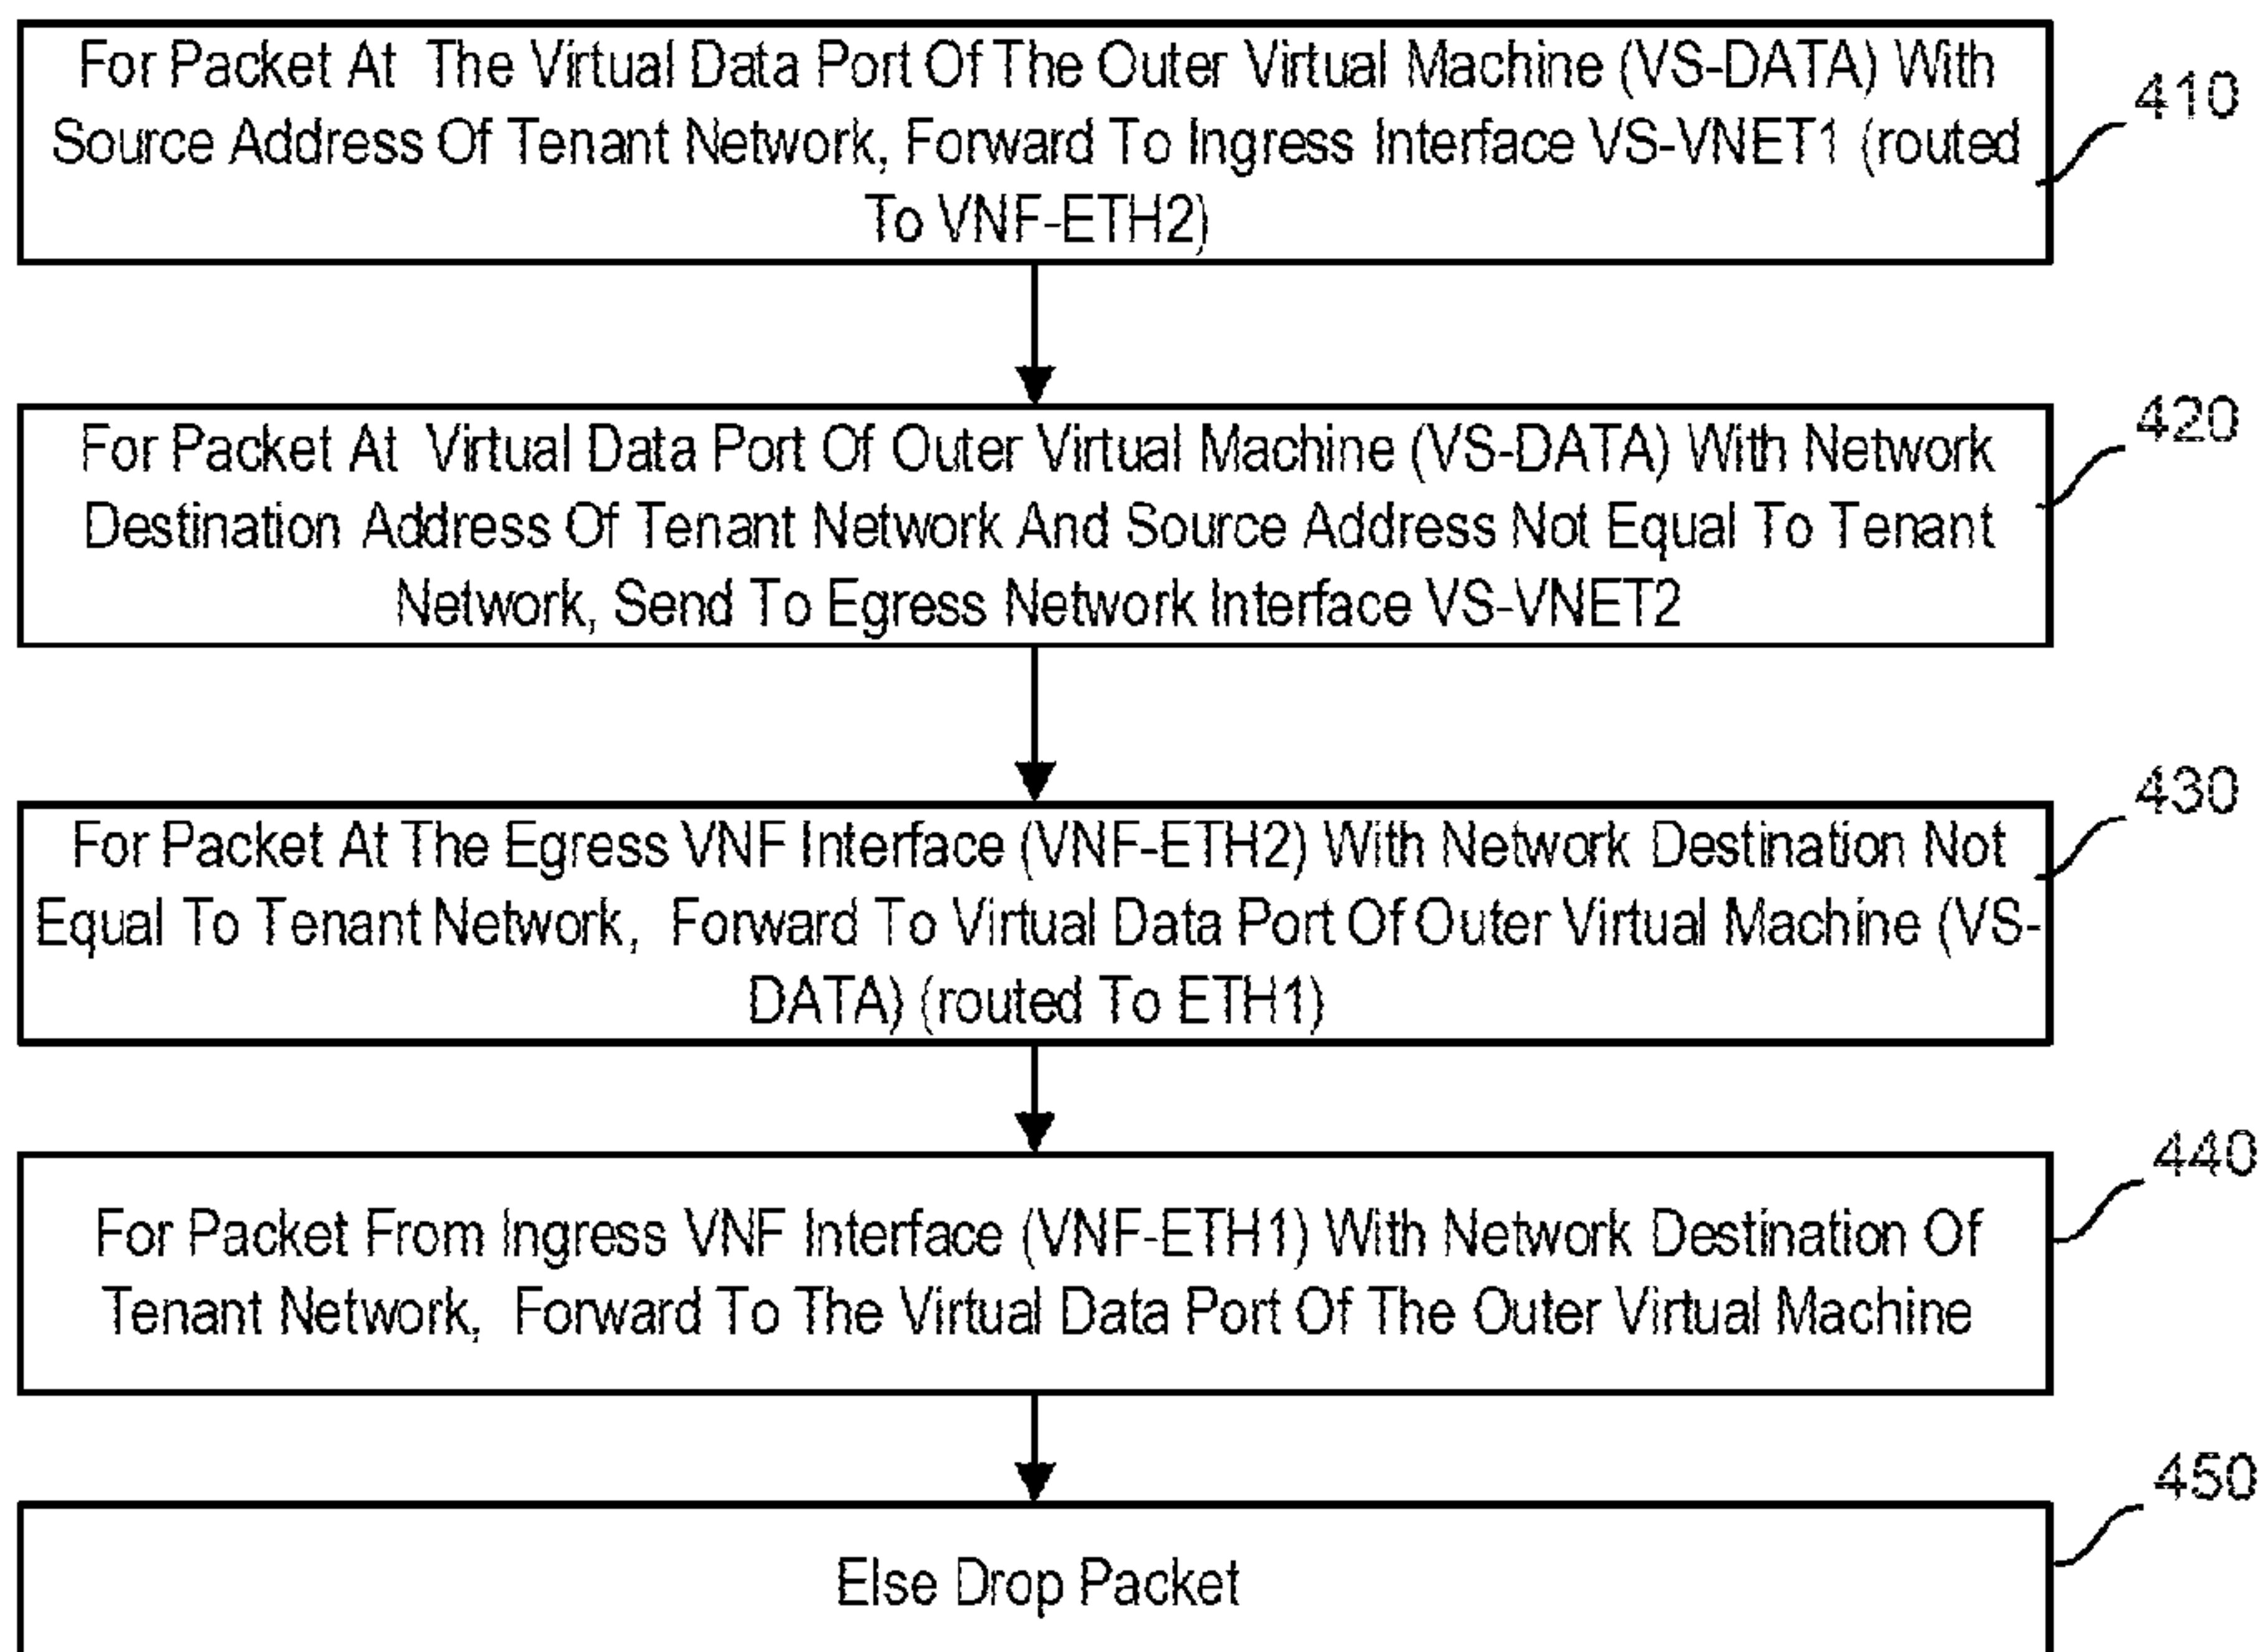 For Packet At The Virtual Data Port Of The Outer Virtual Machine (VS-DATA) With
Source Address Of Tenant Network, Forward To Ingress Interface VS-VNET1 (routed
To VNF-ETH2)
410
For Packet At Virtual Data Port Of Outer Virtual Machine (VS-DATA) With Network
Destination Address Of Tenant Network And Source Address Not Equal To Tenant
Network, Send To Egress Network Interface VS-VNET2
420
For Packet At The Egress VNF Interface (VNF-ETH2) With Network Destination Not
Equal To Tenant Network, Forward To Virtual Data Port Of Outer Virtual Machine (VS-
DATA) (routed To ETH1)
430
For Packet From Ingress VNF Interface (VNF-ETH1) With Network Destination Of
Tenant Network, Forward To The Virtual Data Port Of The Outer Virtual Machine
440
Else Drop Packet
450